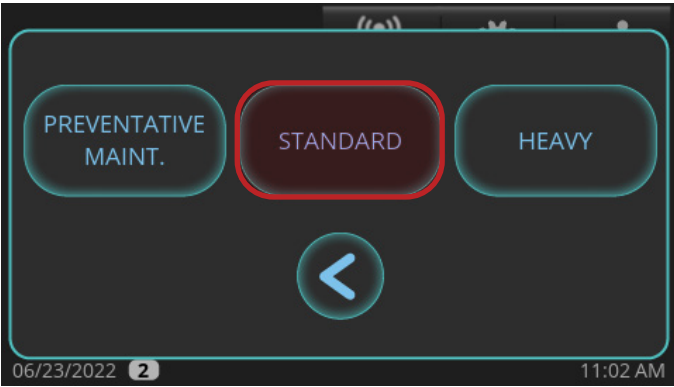 PREVENTATIVE
MAINT.
STANDARD
HEAVY
06/23/2022 2
11:02 AM